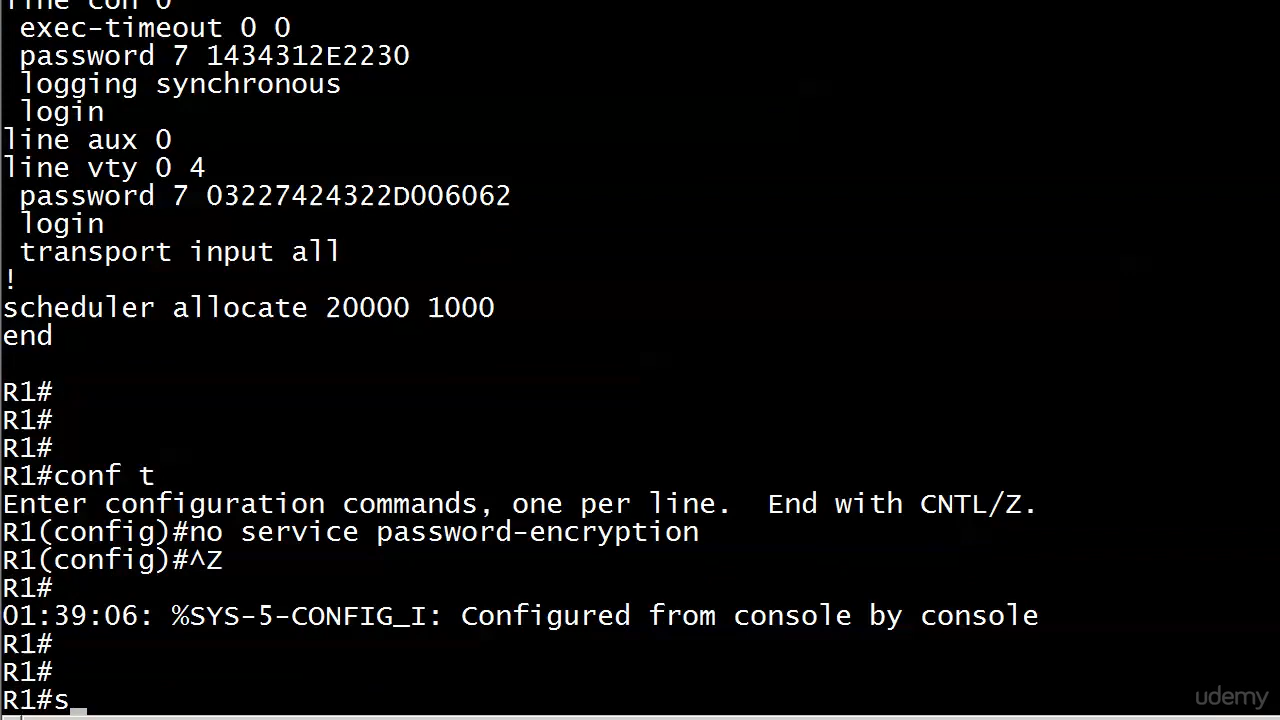 line con 0
exec-timeout 0 0
password 7 1434312E2230
logging synchronous
login
line aux 0
line vty 0 4
password 7 03227424322D006062
login
transport input all
!
scheduler allocate 20000 1000
end
R1#
R1#
R1#
R1#conf t
Enter configuration commands, one per line.  End with CNTL/Z.
R1(config)#no service password-encryption
R1(config)#^Z
R1#
01:39:06: %SYS-5-CONFIG_I: Configured from console by console
R1#
R1#
R1#s
udemy